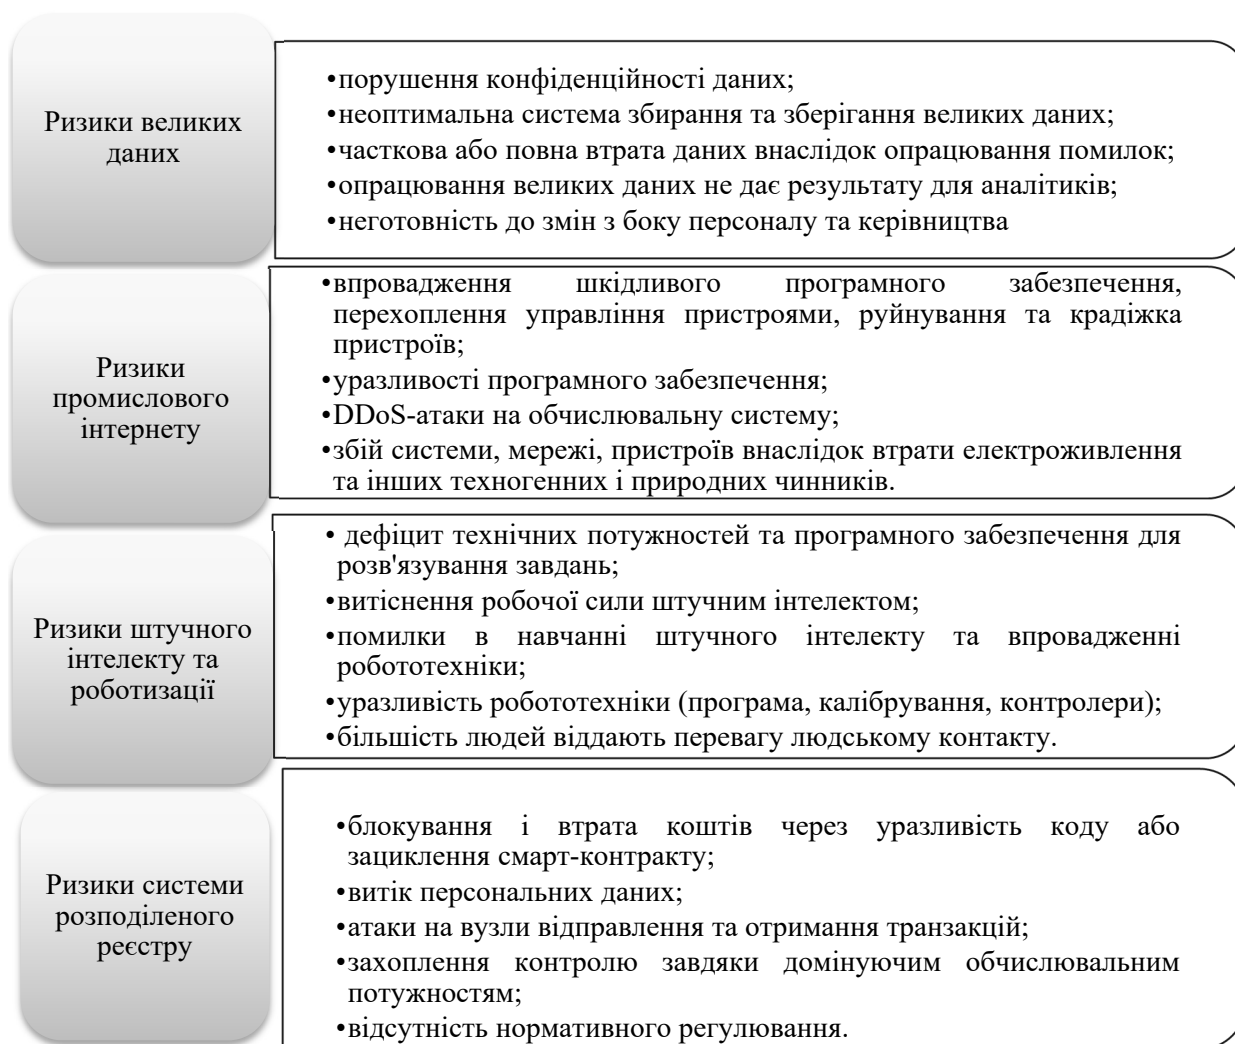 Ризики великих
даних
•порушення конфіденційності даних;
•неоптимальна система збирання та зберігання великих даних;
•часткова або повна втрата даних внаслідок опрацювання помилок;
•опрацювання великих даних не дає результату для аналітиків;
•неготовність до змін з боку персоналу та керівництва
Ризики
промислового
інтернету
•впровадження шкідливого програмного забезпечення,
перехоплення управління пристроями, руйнування та крадіжка
пристроїв;
•уразливості програмного забезпечення;
•DDoS-атаки на обчислювальну систему;
•збій системи, мережі, пристроїв внаслідок втрати електроживлення
та інших техногенних і природних чинників.
Ризики штучного
інтелекту та
роботизації
• дефіцит технічних потужностей та програмного забезпечення для
розв'язування завдань;
•витіснення робочої сили штучним інтелектом;
•помилки в навчанні штучного інтелекту та впровадженні
робототехніки;
•уразливість робототехніки (програма, калібрування, контролери);
•більшість людей віддають перевагу людському контакту.
Ризики системи
розподіленого
реєстру
•блокування і втрата коштів через уразливість коду або
зациклення смарт-контракту;
•витік персональних даних;
•атаки на вузли відправлення та отримання транзакцій;
•захоплення контролю завдяки домінуючим обчислювальним
потужностям;
•відсутність нормативного регулювання.